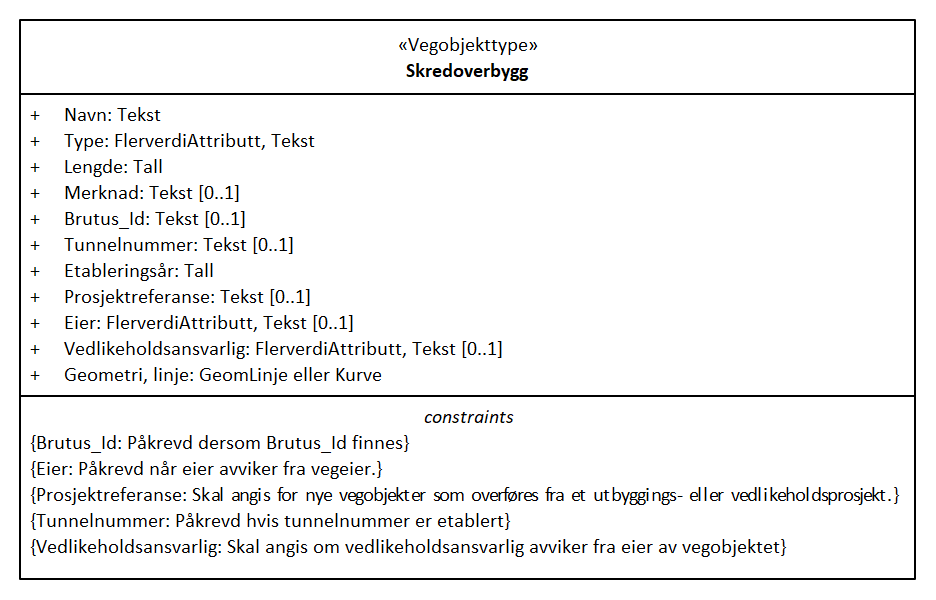 «Vegobjekttype»
Skredoverbygg
+ Navn: Tekst
+ Type: FlerverdiAttributt, Tekst
+ Lengde: Tall
+ Merknad: Tekst [0..1]
+ Brutus_Id: Tekst [0..1]
+ Tunnelnummer: Tekst [0..1]
+ Etableringsår: Tall
+ Prosjektreferanse: Tekst [0..1]
+ Eier: FlerverdiAttributt, Tekst [0..1]
+ Vedlikeholdsansvarlig: FlerverdiAttributt, Tekst [0..1]
+ Geometri, linje: GeomLinje eller Kurve
constraints
{Brutus_Id: Påkrevd dersom Brutus_Id finnes}
{Eier: Påkrevd når eier avviker fra vegeier.}
{Prosjektreferanse: Skal angis for nye vegobjekter som overføres fra et utbyggings- eller vedlikeholdsprosjekt.}
{Tunnelnummer: Påkrevd hvis tunnelnummer er etablert}
{Vedlikeholdsansvarlig: Skal angis om vedlikeholdsansvarlig avviker fra eier av vegobjektet}